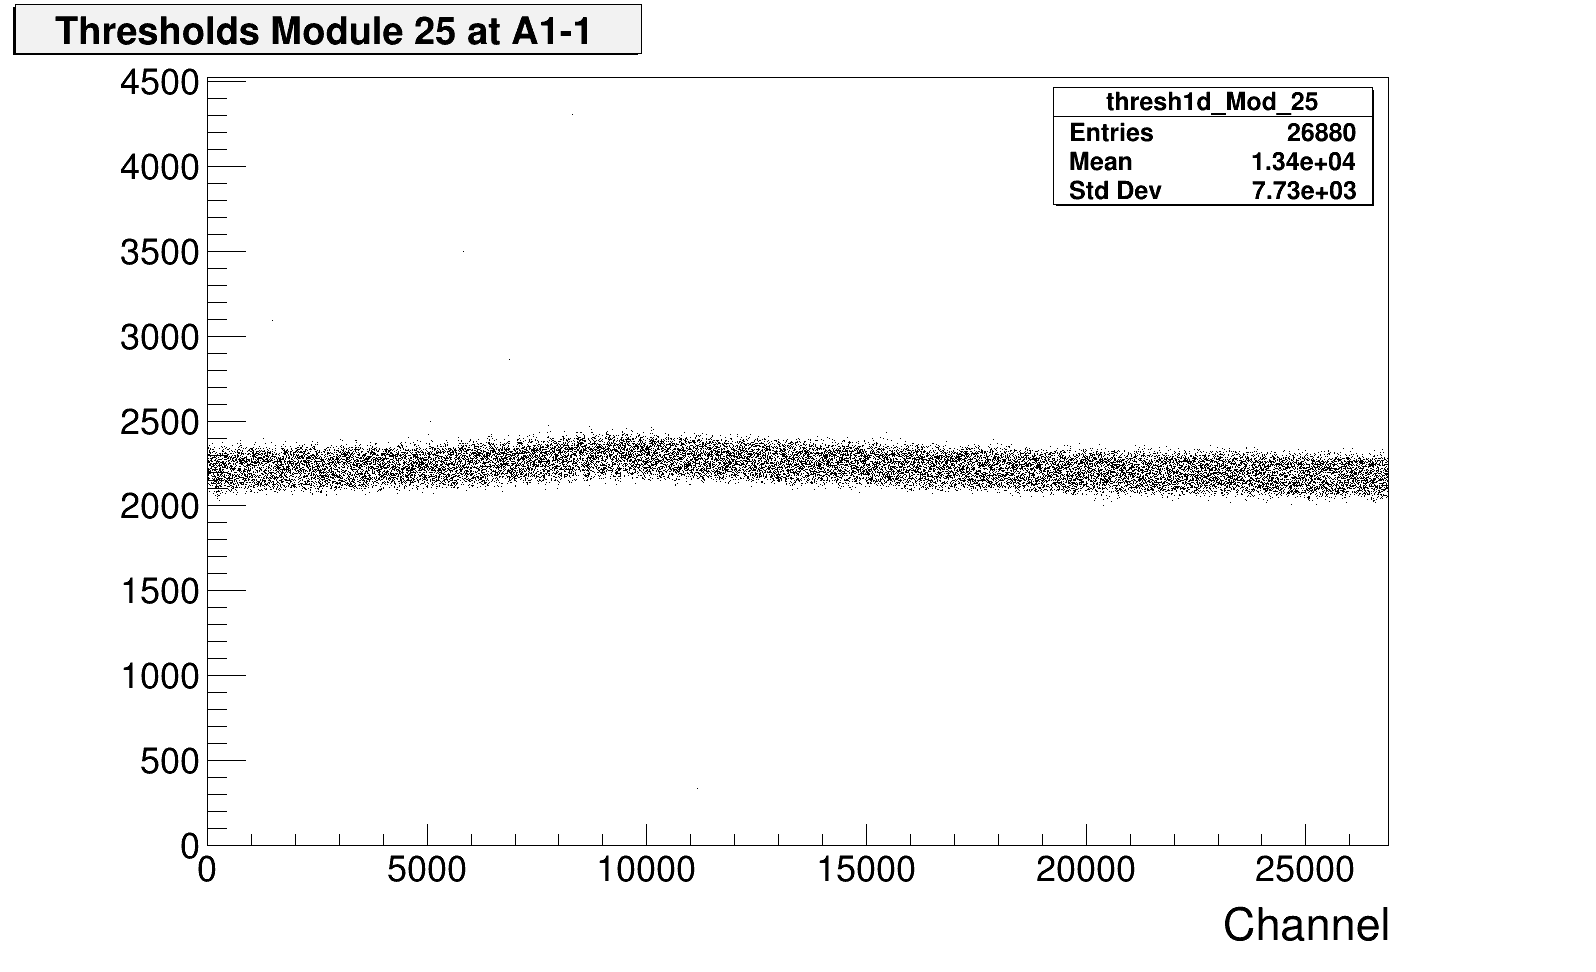 Thresholds Module 25 at A1-1
thresh1d_Mod_25
Entries 26880
Mean 1.34e+04
Std Dev 7.73e+03
4500
4000
3500
3000
2500
2000
1500
1000
500
0
0 5000 10000 15000 20000 25000
Channel